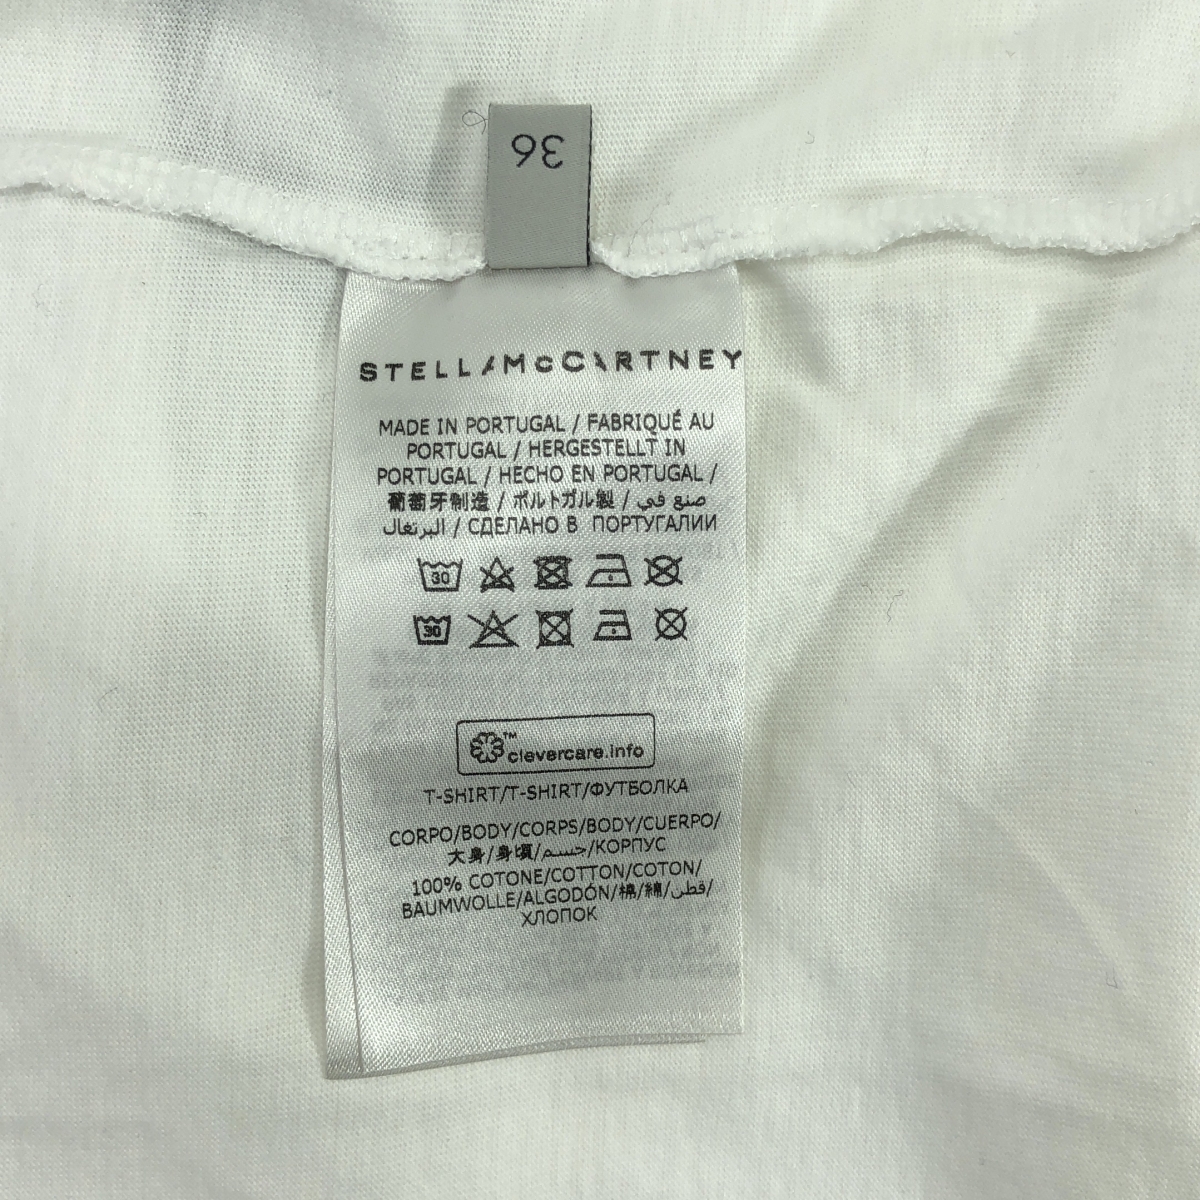 36
STELLA McCARTNEY
MADE IN PORTUGAL / FABRIQUÉ AU
PORTUGAL / HERGESTELLT IN
PORTUGAL / HECHO EN PORTUGAL /
葡萄牙制造 / ポルトガル製 / صنع في
البرتغال / СДЕЛАНО В ПОРТУГАЛИИ
30
30
™
clevercare.info
T-SHIRT/T-SHIRT/ФУТБОЛКА
CORPO/BODY/CORPS/BODY/CUERPO/
大身/身頃/جسم/КОРПУС
100% COTONE/COTTON/COTON/
BAUMWOLLE/ALGODÓN/棉/綿/قطن/
ХЛОПОК